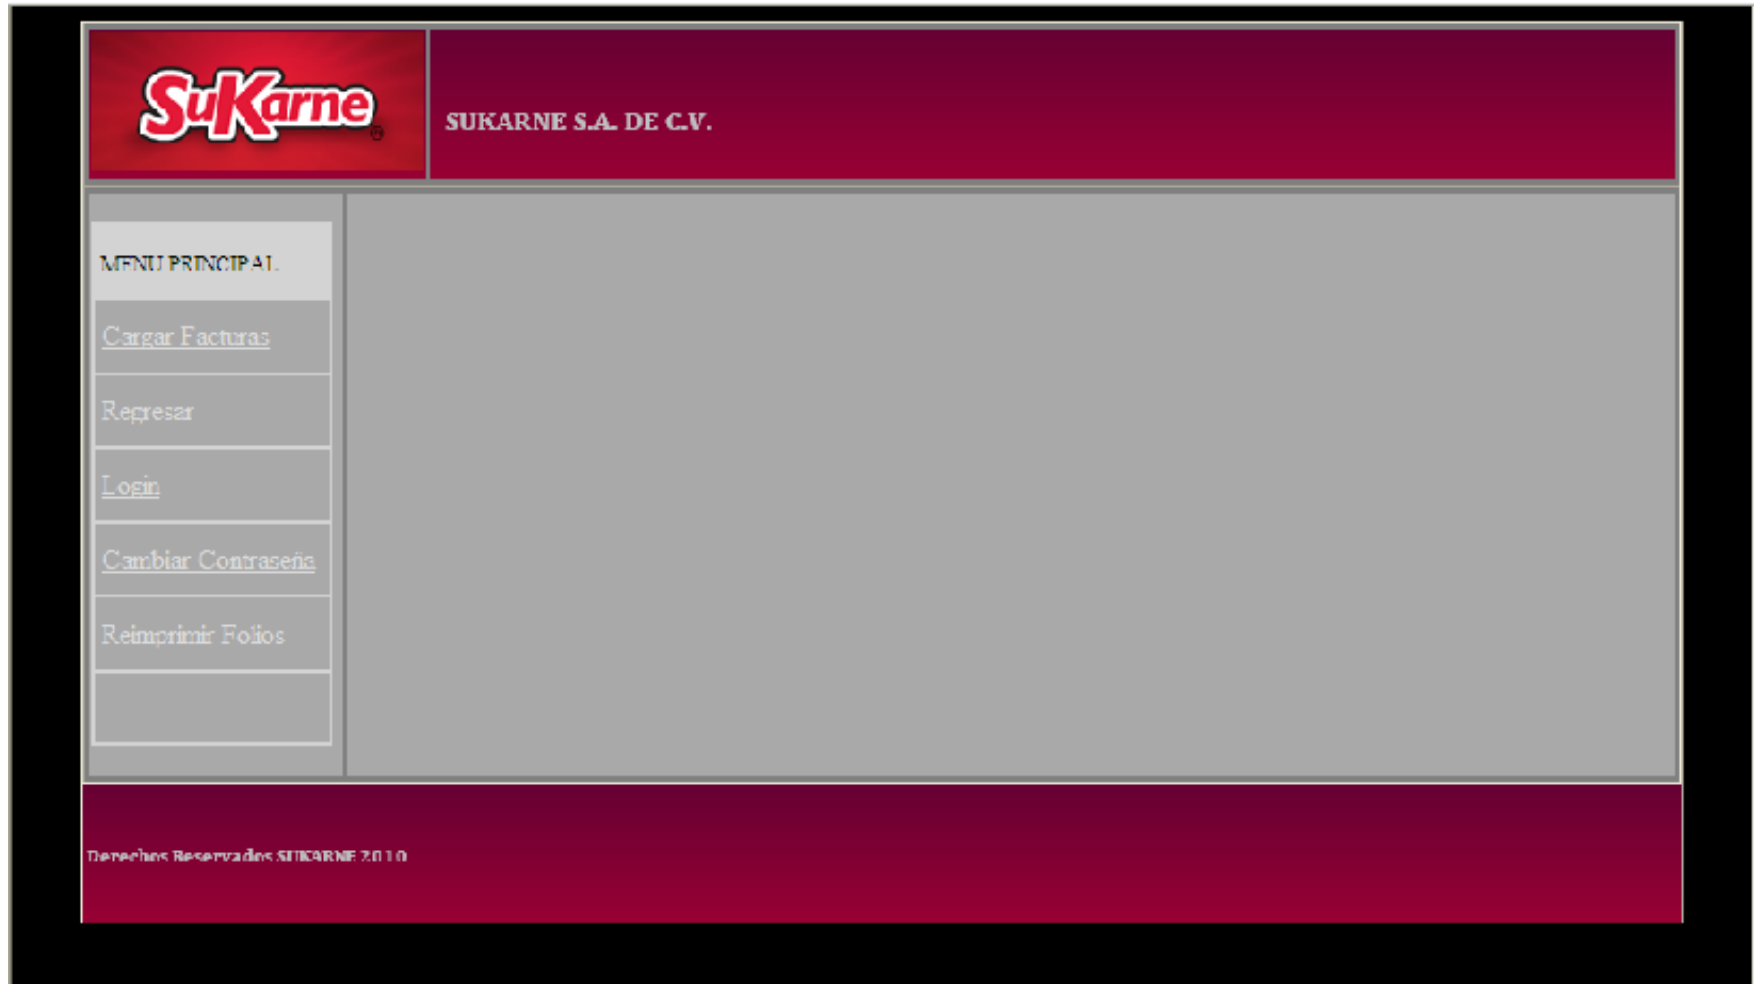 SuKarne®
SUKARNE S.A. DE C.V.
MENU PRINCIPAL
Cargar Facturas
Regresar
Login
Cambiar Contraseña
Reimprimir Folios
Derechos Reservados SUKARNE 2010